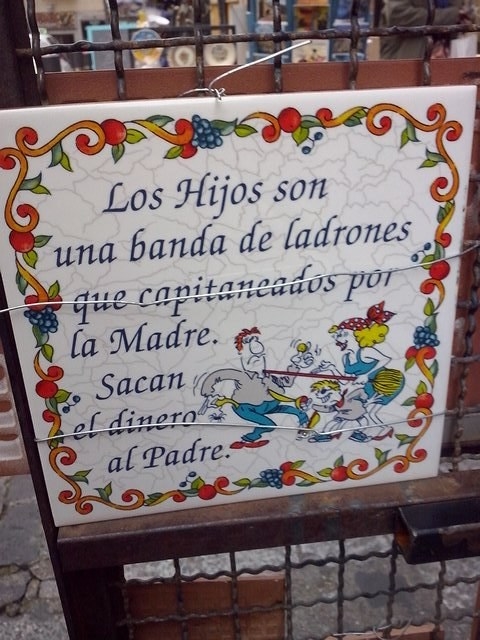 Los Hijos son
una banda de ladrones
que capitaneados por
la Madre.
Sacan
el dinero
al Padre.